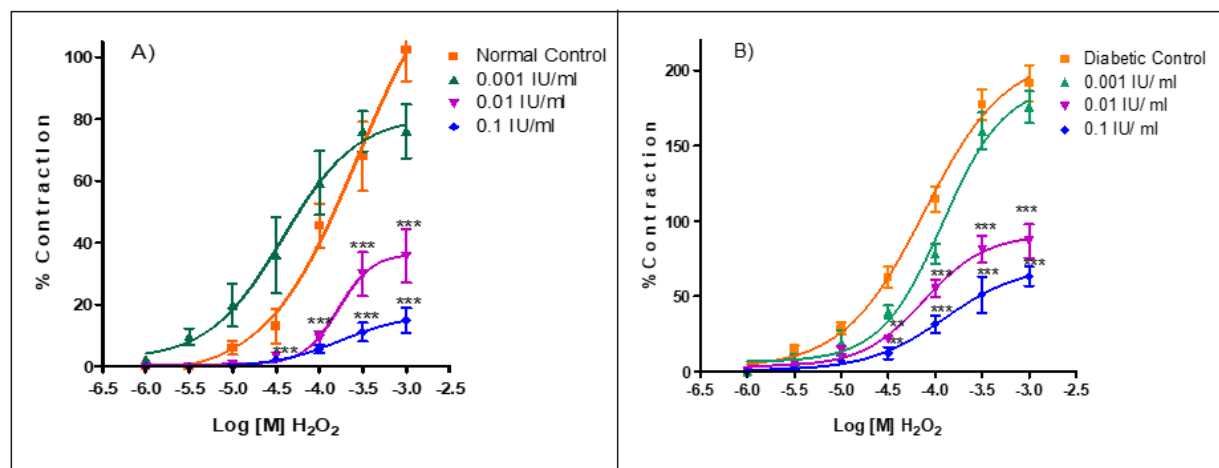 A)
Normal Control
0.001 IU/ml
0.01 IU/ml
0.1 IU/ml
100
80
60
40
20
0
% Contraction
***
***
***
***
***
***
-6.5 -6.0 -5.5 -5.0 -4.5 -4.0 -3.5 -3.0 -2.5
Log [M] H₂O₂
B)
Diabetic Control
0.001 IU/ml
0.01 IU/ ml
0.1 IU/ ml
200
150
100
50
0
% Contraction
***
***
***
***
***
***
**
**
-6.5 -6.0 -5.5 -5.0 -4.5 -4.0 -3.5 -3.0 -2.5
Log [M] H₂O₂